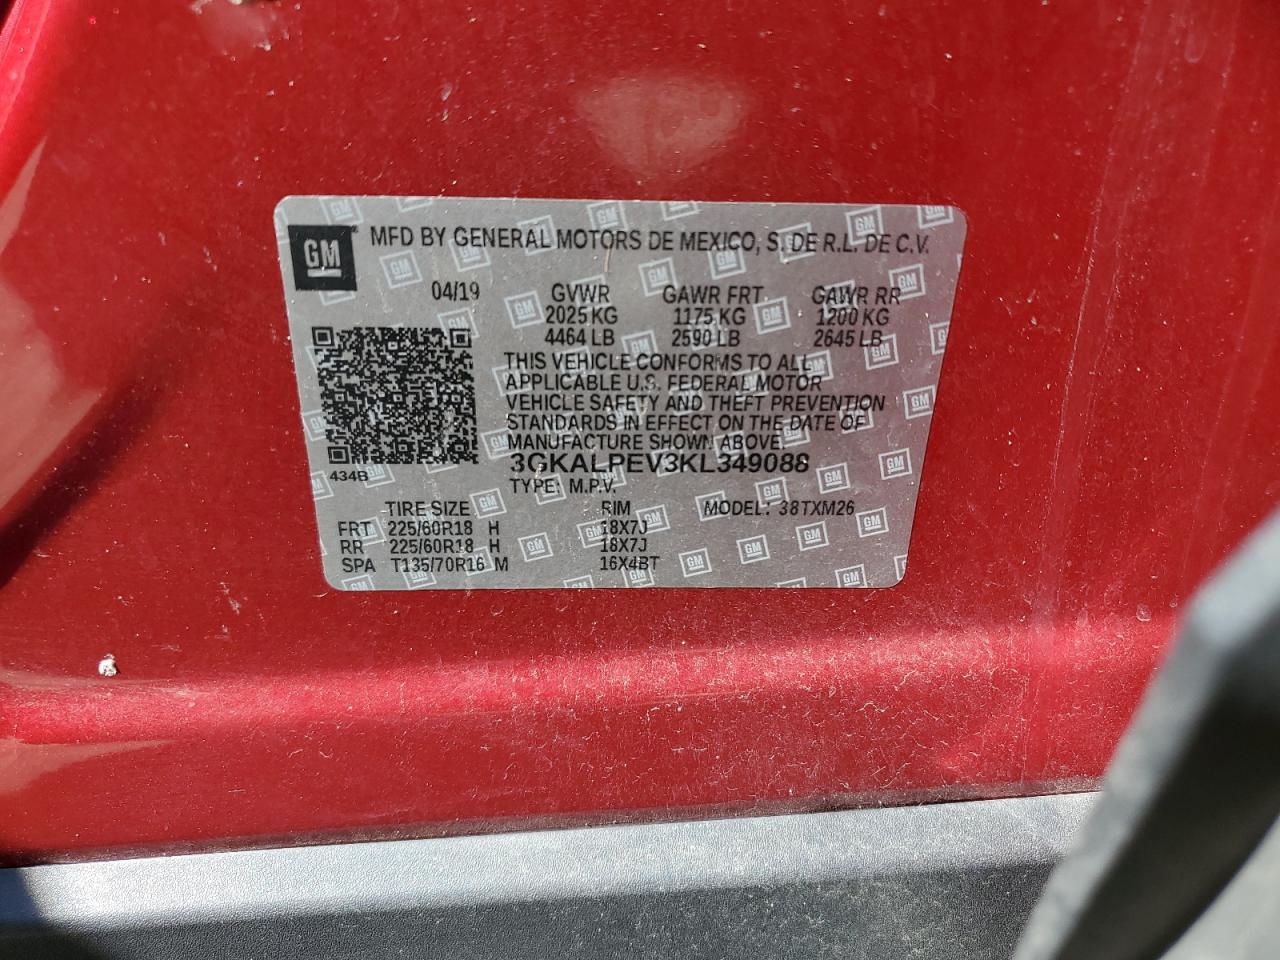 GM MFD BY GENERAL MOTORS DE MEXICO, S. DE R.L. DE C.V.
04/19 GVWR GAWR FRT GAWR RR
2025 KG 1175 KG 1200 KG
4464 LB 2590 LB 2645 LB
THIS VEHICLE CONFORMS TO ALL
APPLICABLE U.S. FEDERAL MOTOR
VEHICLE SAFETY AND THEFT PREVENTION
STANDARDS IN EFFECT ON THE DATE OF
MANUFACTURE SHOWN ABOVE.
3GKALPEV3KL349088
434B TYPE: M.P.V.
TIRE SIZE RIM MODEL: 38TXM26
FRT 225/60R18 H 18X7J
RR 225/60R18 H 18X7J
SPA T135/70R16 M 16X4BT